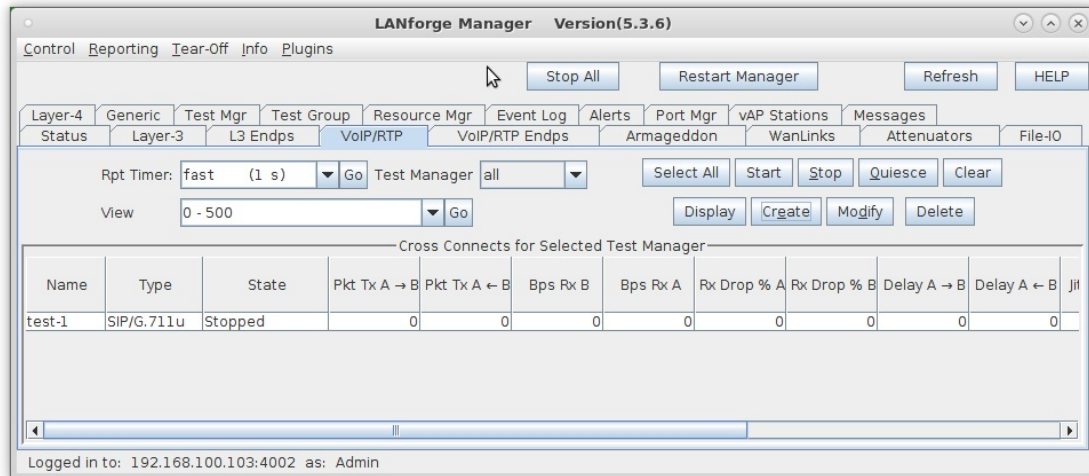 LANforge Manager Version(5.3.6)
Control Reporting Tear-Off Info Plugins
Stop All Restart Manager Refresh HELP
Layer-4 Generic Test Mgr Test Group Resource Mgr Event Log Alerts Port Mgr vAP Stations Messages
Status Layer-3 L3 Endps VoIP/RTP VoIP/RTP Endps Armageddon WanLinks Attenuators File-IO
Rpt Timer: fast (1 s) Go Test Manager all Select All Start Stop Quiesce Clear
View 0 - 500 Go Display Create Modify Delete
Cross Connects for Selected Test Manager
Name Type State Pkt Tx A → B Pkt Tx A ← B Bps Rx B Bps Rx A Rx Drop % A Rx Drop % B Delay A → B Delay A ← B Jit
test-1 SIP/G.711u Stopped 0 0 0 0 0 0 0 0
Logged in to: 192.168.100.103:4002 as: Admin